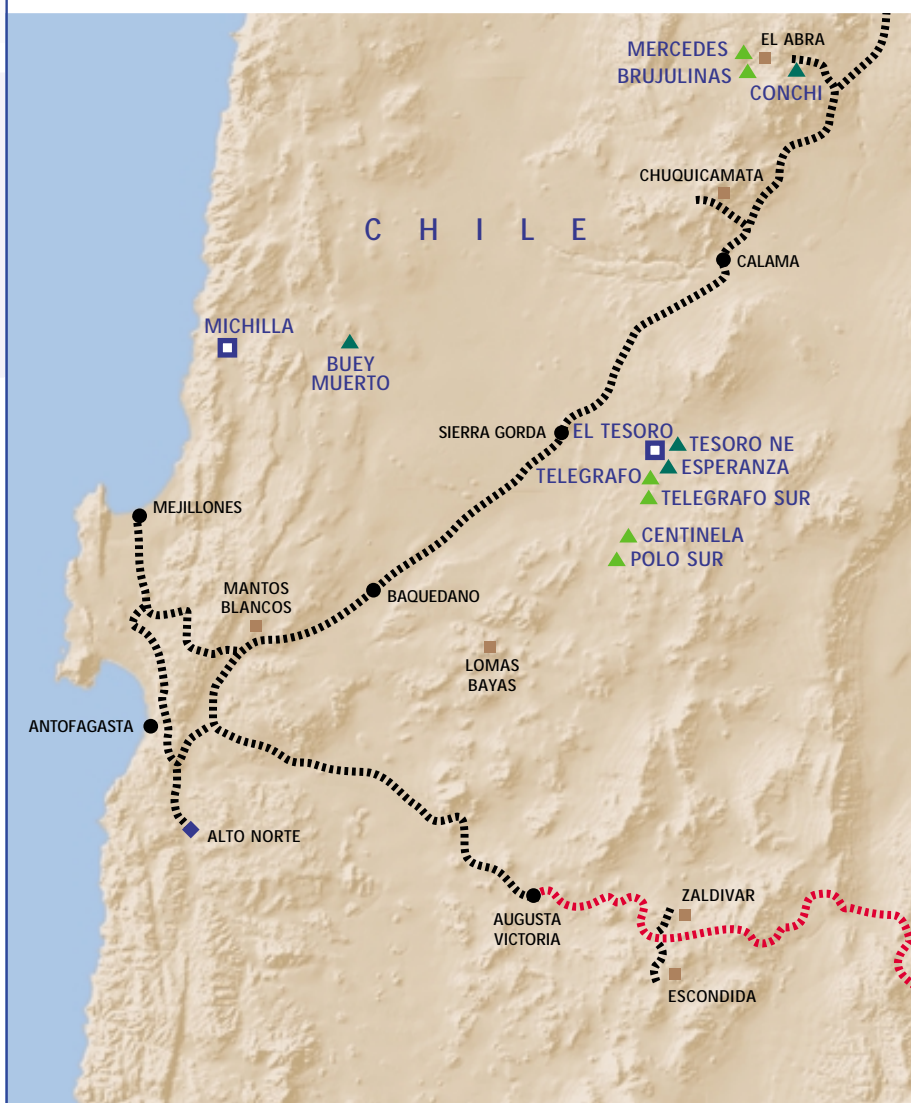 MERCEDES
EL ABRA
BRUJULINAS
CONCHI
CHUQUICAMATA
CHILE
CALAMA
MICHILLA
BUEY
MUERTO
SIERRA GORDA
EL TESORO
TESORO NE
ESPERANZA
TELEGRAFO
TELEGRAFO SUR
MEJILLONES
CENTINELA
POLO SUR
MANTOS
BLANCOS
BAQUEDANO
LOMAS
BAYAS
ANTOFAGASTA
ALTO NORTE
AUGUSTA
VICTORIA
ZALDIVAR
ESCONDIDA